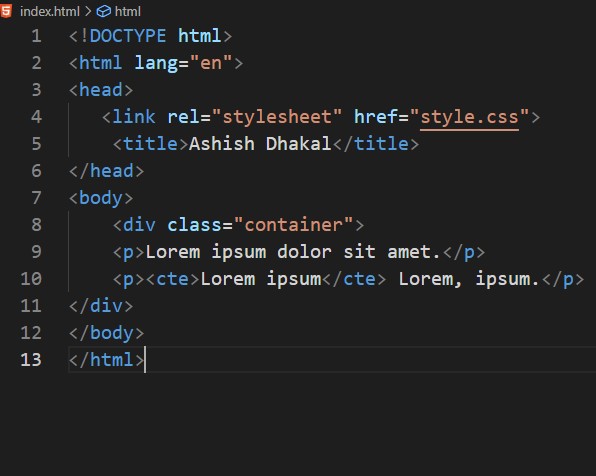 index.html > html
1 <!DOCTYPE html>
2 <html lang="en">
3 <head>
4 <link rel="stylesheet" href="style.css">
5 <title>Ashish Dhakal</title>
6 </head>
7 <body>
8 <div class="container">
9 <p>Lorem ipsum dolor sit amet.</p>
10 <p><cte>Lorem ipsum</cte> Lorem, ipsum.</p>
11 </div>
12 </body>
13 </html>